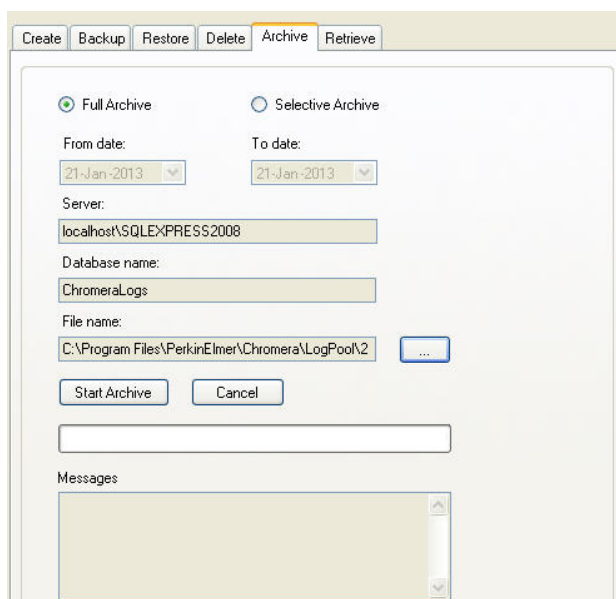 Create Backup Restore Delete Archive Retrieve
Full Archive Selective Archive
From date: To date:
21-Jan-2013 21-Jan-2013
Server:
localhost\SQLEXPRESS2008
Database name:
ChromeraLogs
File name:
C:\Program Files\PerkinElmer\Chromera\LogPool\2 ...
Start Archive Cancel
Messages